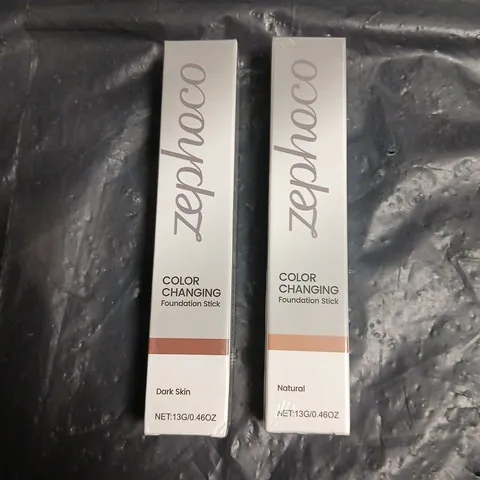 zephoco
COLOR
CHANGING
Foundation Stick
Dark Skin
NET:13G/0.46OZ
zephoco
COLOR
CHANGING
Foundation Stick
Natural
NET:13G/0.46OZ